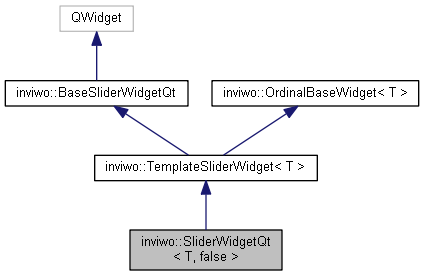 QWidget
inviwo::BaseSliderWidgetQt
inviwo::OrdinalBaseWidget< T >
inviwo::TemplateSliderWidget< T >
inviwo::SliderWidgetQt
< T, false >